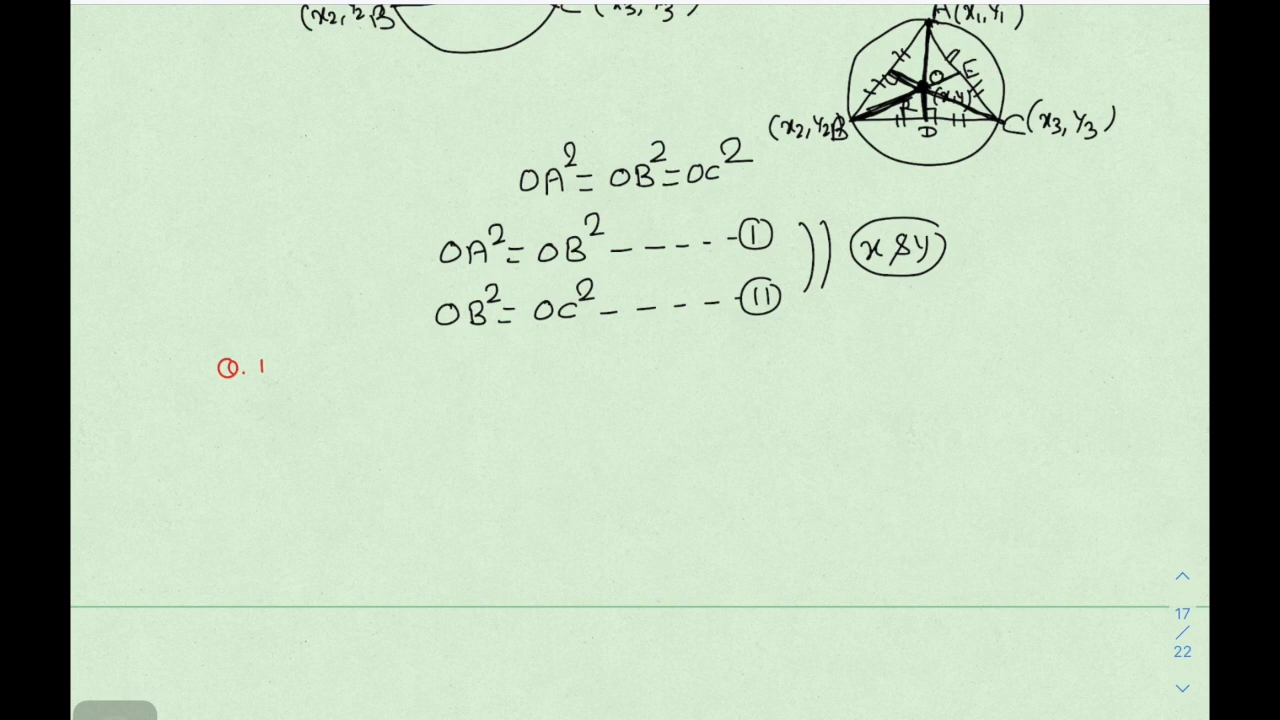 (x₂, y₂) B C (x₃, y₃)
A(x₁, y₁)
E
O
(x, y)
R
(x₂, y₂) B D C(x₃, y₃)
OA² = OB² = OC²
OA² = OB² - - - - - Ⓘ )) x & y
OB² = OC² - - - - - (II)
Q. 1
17
/
22